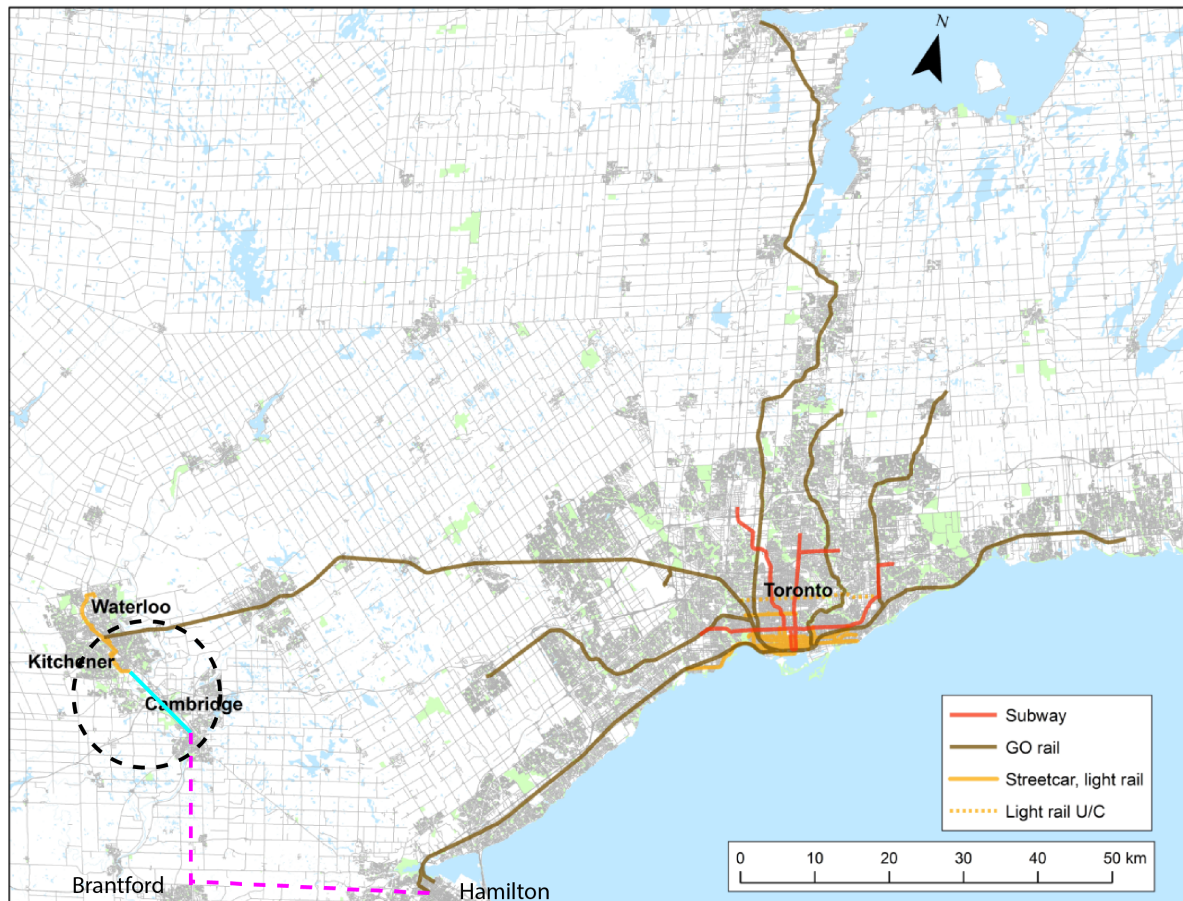 N
Toronto
Waterloo
Kitchener
Cambridge
Subway
GO rail
Streetcar, light rail
Light rail U/C
0 10 20 30 40 50 km
Brantford
Hamilton